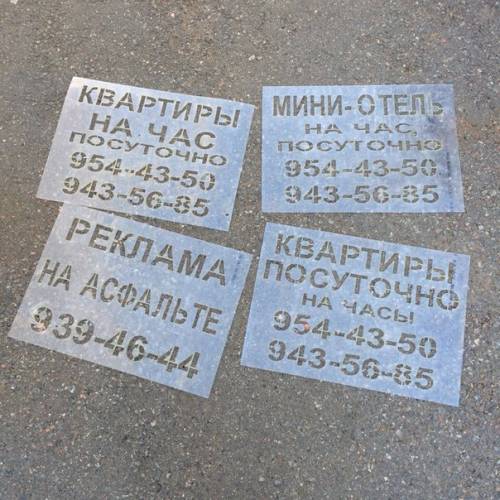 КВАРТИРЫ
НА ЧАС
ПОСУТОЧНО
954-43-50
943-56-85
МИНИ-ОТЕЛЬ
НА ЧАС,
ПОСУТОЧНО
954-43-50
943-56-85
РЕКЛАМА
НА АСФАЛЬТЕ
939-46-44
КВАРТИРЫ
ПОСУТОЧНО
НА ЧАСЫ
954-43-50
943-56-85